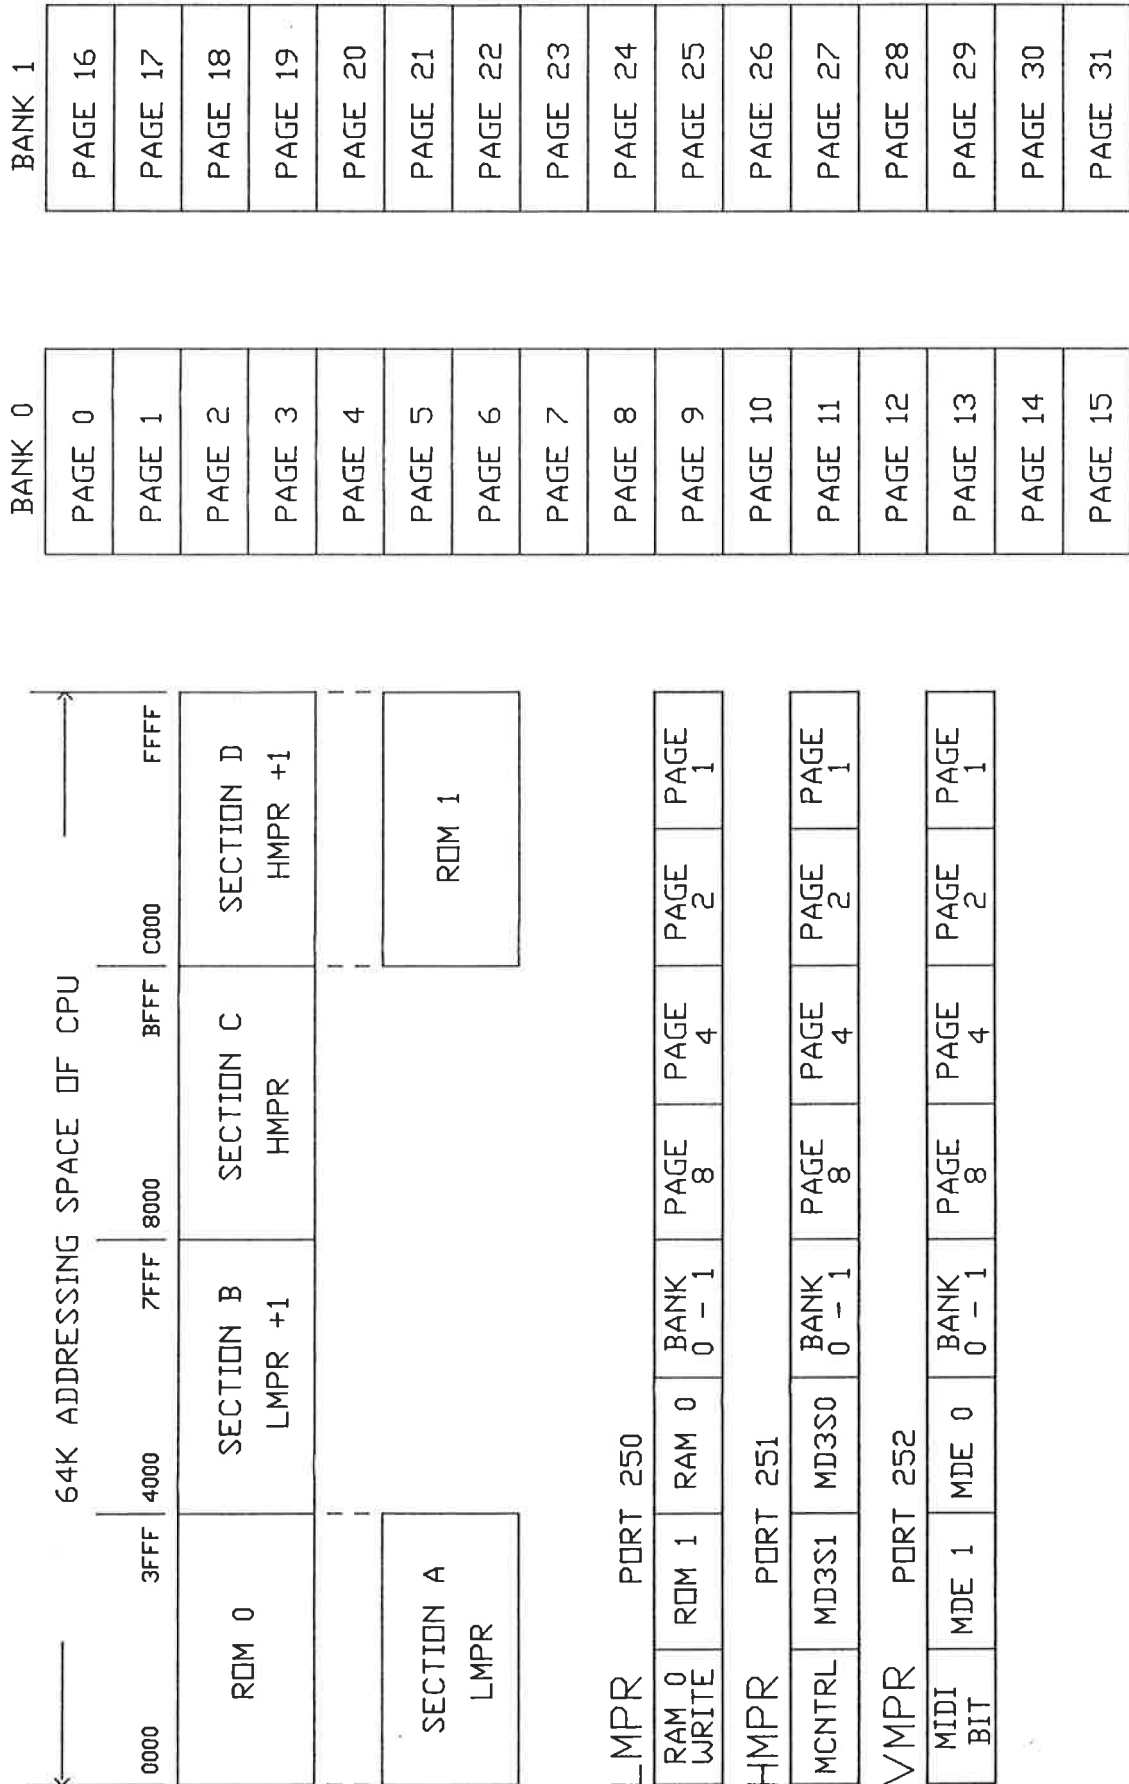 64K ADDRESSING SPACE OF CPU
0000 3FFF 4000 7FFF 8000 BFFF C000 FFFF
ROM 0
SECTION B
LMPR +1
SECTION C
HMPR
SECTION D
HMPR +1
SECTION A
LMPR
ROM 1
LMPR PORT 250
RAM 0
WRITE
ROM 1
RAM 0
BANK
0 - 1
PAGE
8
PAGE
4
PAGE
2
PAGE
1
HMPR PORT 251
MCNTRL
MD3S1
MD3S0
BANK
0 - 1
PAGE
8
PAGE
4
PAGE
2
PAGE
1
VMPR PORT 252
MIDI
BIT
MDE 1
MDE 0
BANK
0 - 1
PAGE
8
PAGE
4
PAGE
2
PAGE
1
BANK 0
PAGE 0
PAGE 1
PAGE 2
PAGE 3
PAGE 4
PAGE 5
PAGE 6
PAGE 7
PAGE 8
PAGE 9
PAGE 10
PAGE 11
PAGE 12
PAGE 13
PAGE 14
PAGE 15
BANK 1
PAGE 16
PAGE 17
PAGE 18
PAGE 19
PAGE 20
PAGE 21
PAGE 22
PAGE 23
PAGE 24
PAGE 25
PAGE 26
PAGE 27
PAGE 28
PAGE 29
PAGE 30
PAGE 31